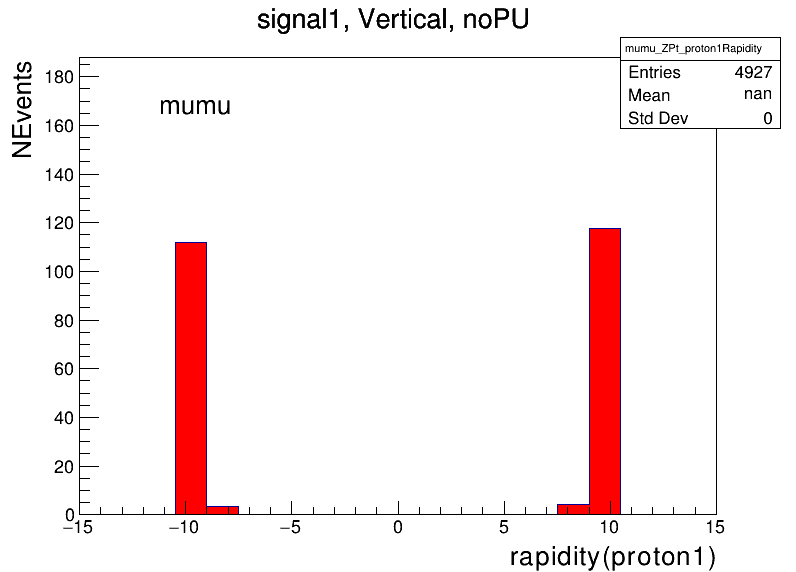 signal1, Vertical, noPU
mumu_ZPt_proton1Rapidity
Entries 4927
Mean nan
Std Dev 0
NEvents
mumu
180
160
140
120
100
80
60
40
20
0
−15 −10 −5 0 5 10 15
rapidity(proton1)